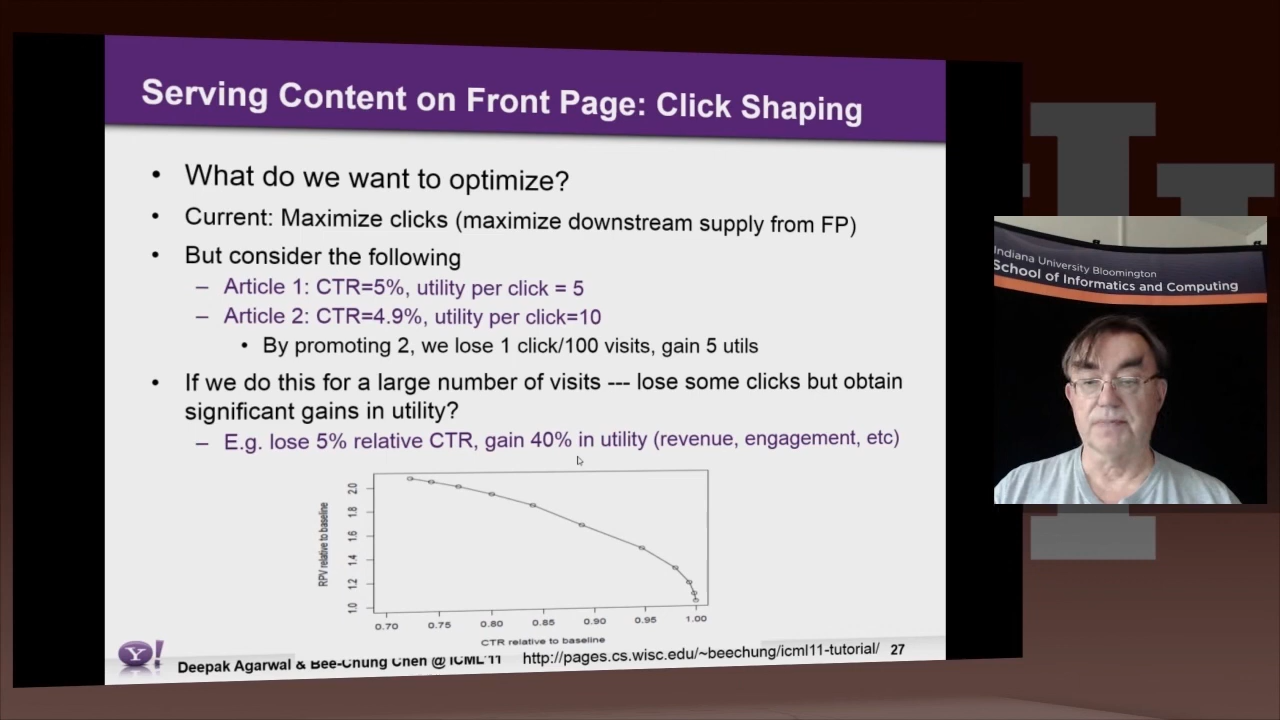 Serving Content on Front Page: Click Shaping
• What do we want to optimize?
• Current: Maximize clicks (maximize downstream supply from FP)
• But consider the following
– Article 1: CTR=5%, utility per click = 5
– Article 2: CTR=4.9%, utility per click=10
• By promoting 2, we lose 1 click/100 visits, gain 5 utils
• If we do this for a large number of visits --- lose some clicks but obtain
significant gains in utility?
– E.g. lose 5% relative CTR, gain 40% in utility (revenue, engagement, etc)
RPV relative to baseline
2.0
1.8
1.6
1.4
1.2
1.0
0.70 0.75 0.80 0.85 0.90 0.95 1.00
CTR relative to baseline
Y!
Deepak Agarwal & Bee-Chung Chen @ ICML'11
http://pages.cs.wisc.edu/~beechung/icml11-tutorial/
27
Indiana University Bloomington
School of Informatics and Computing